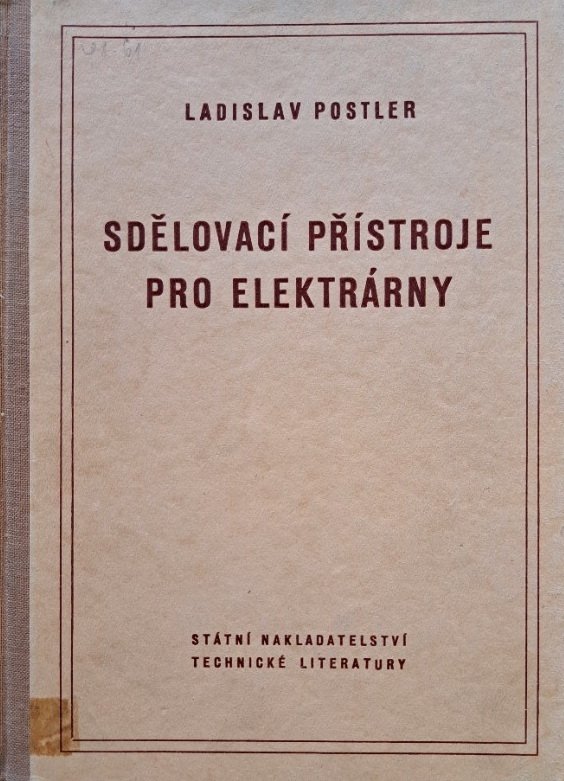 LADISLAV POSTLER
SDĚLOVACÍ PŘÍSTROJE
PRO ELEKTRÁRNY
STÁTNÍ NAKLADATELSTVÍ
TECHNICKÉ LITERATURY